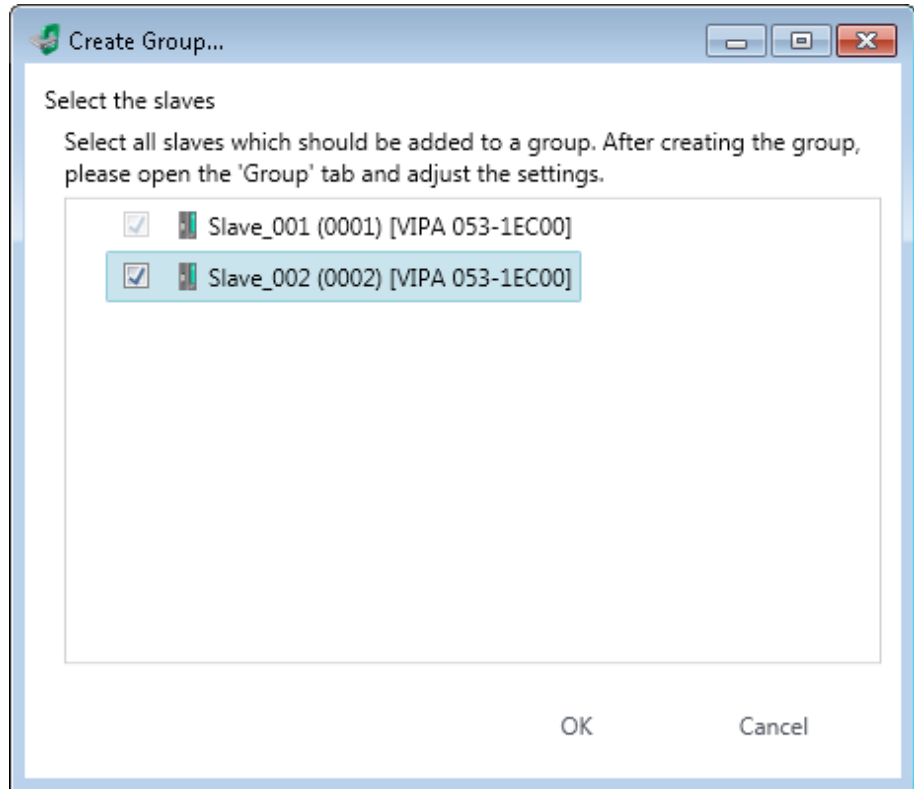 Create Group...
Select the slaves
Select all slaves which should be added to a group. After creating the group,
please open the 'Group' tab and adjust the settings.
Slave_001 (0001) [VIPA 053-1EC00]
Slave_002 (0002) [VIPA 053-1EC00]
OK Cancel